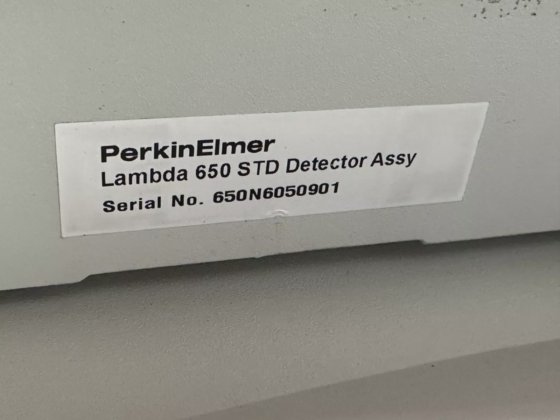 PerkinElmer
Lambda 650 STD Detector Assy
Serial No. 650N6050901